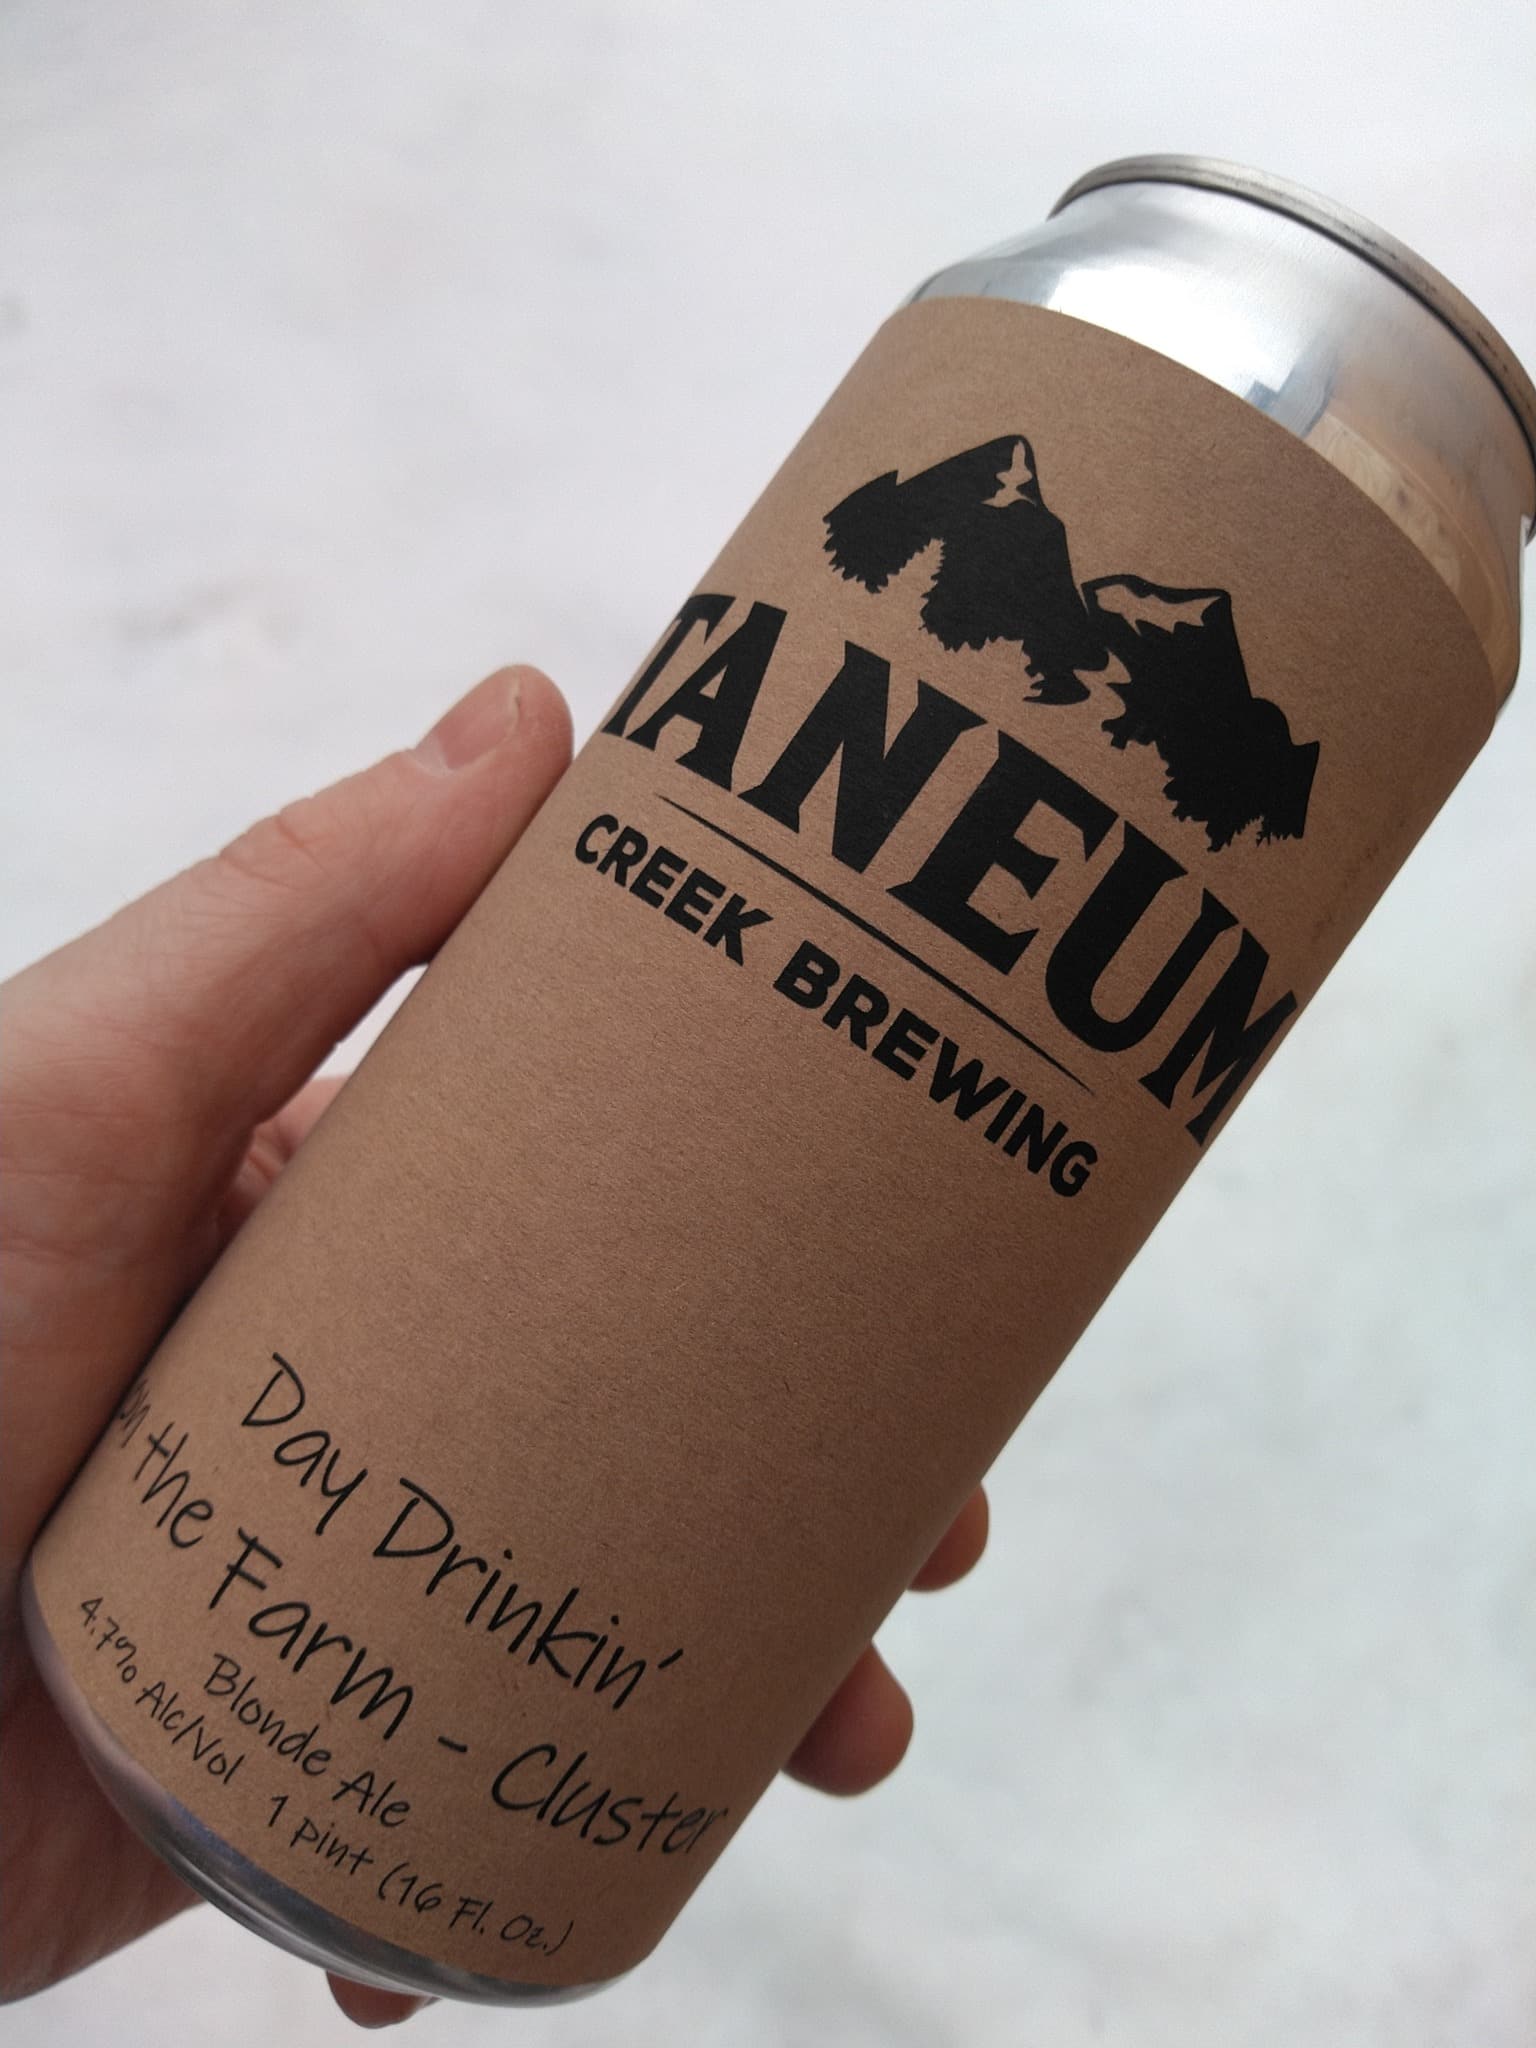 TANEUM
CREEK BREWING
Day Drinkin'
on the Farm - Cluster
Blonde Ale
4.7% Alc/Vol 1 pint (16 Fl. Oz.)